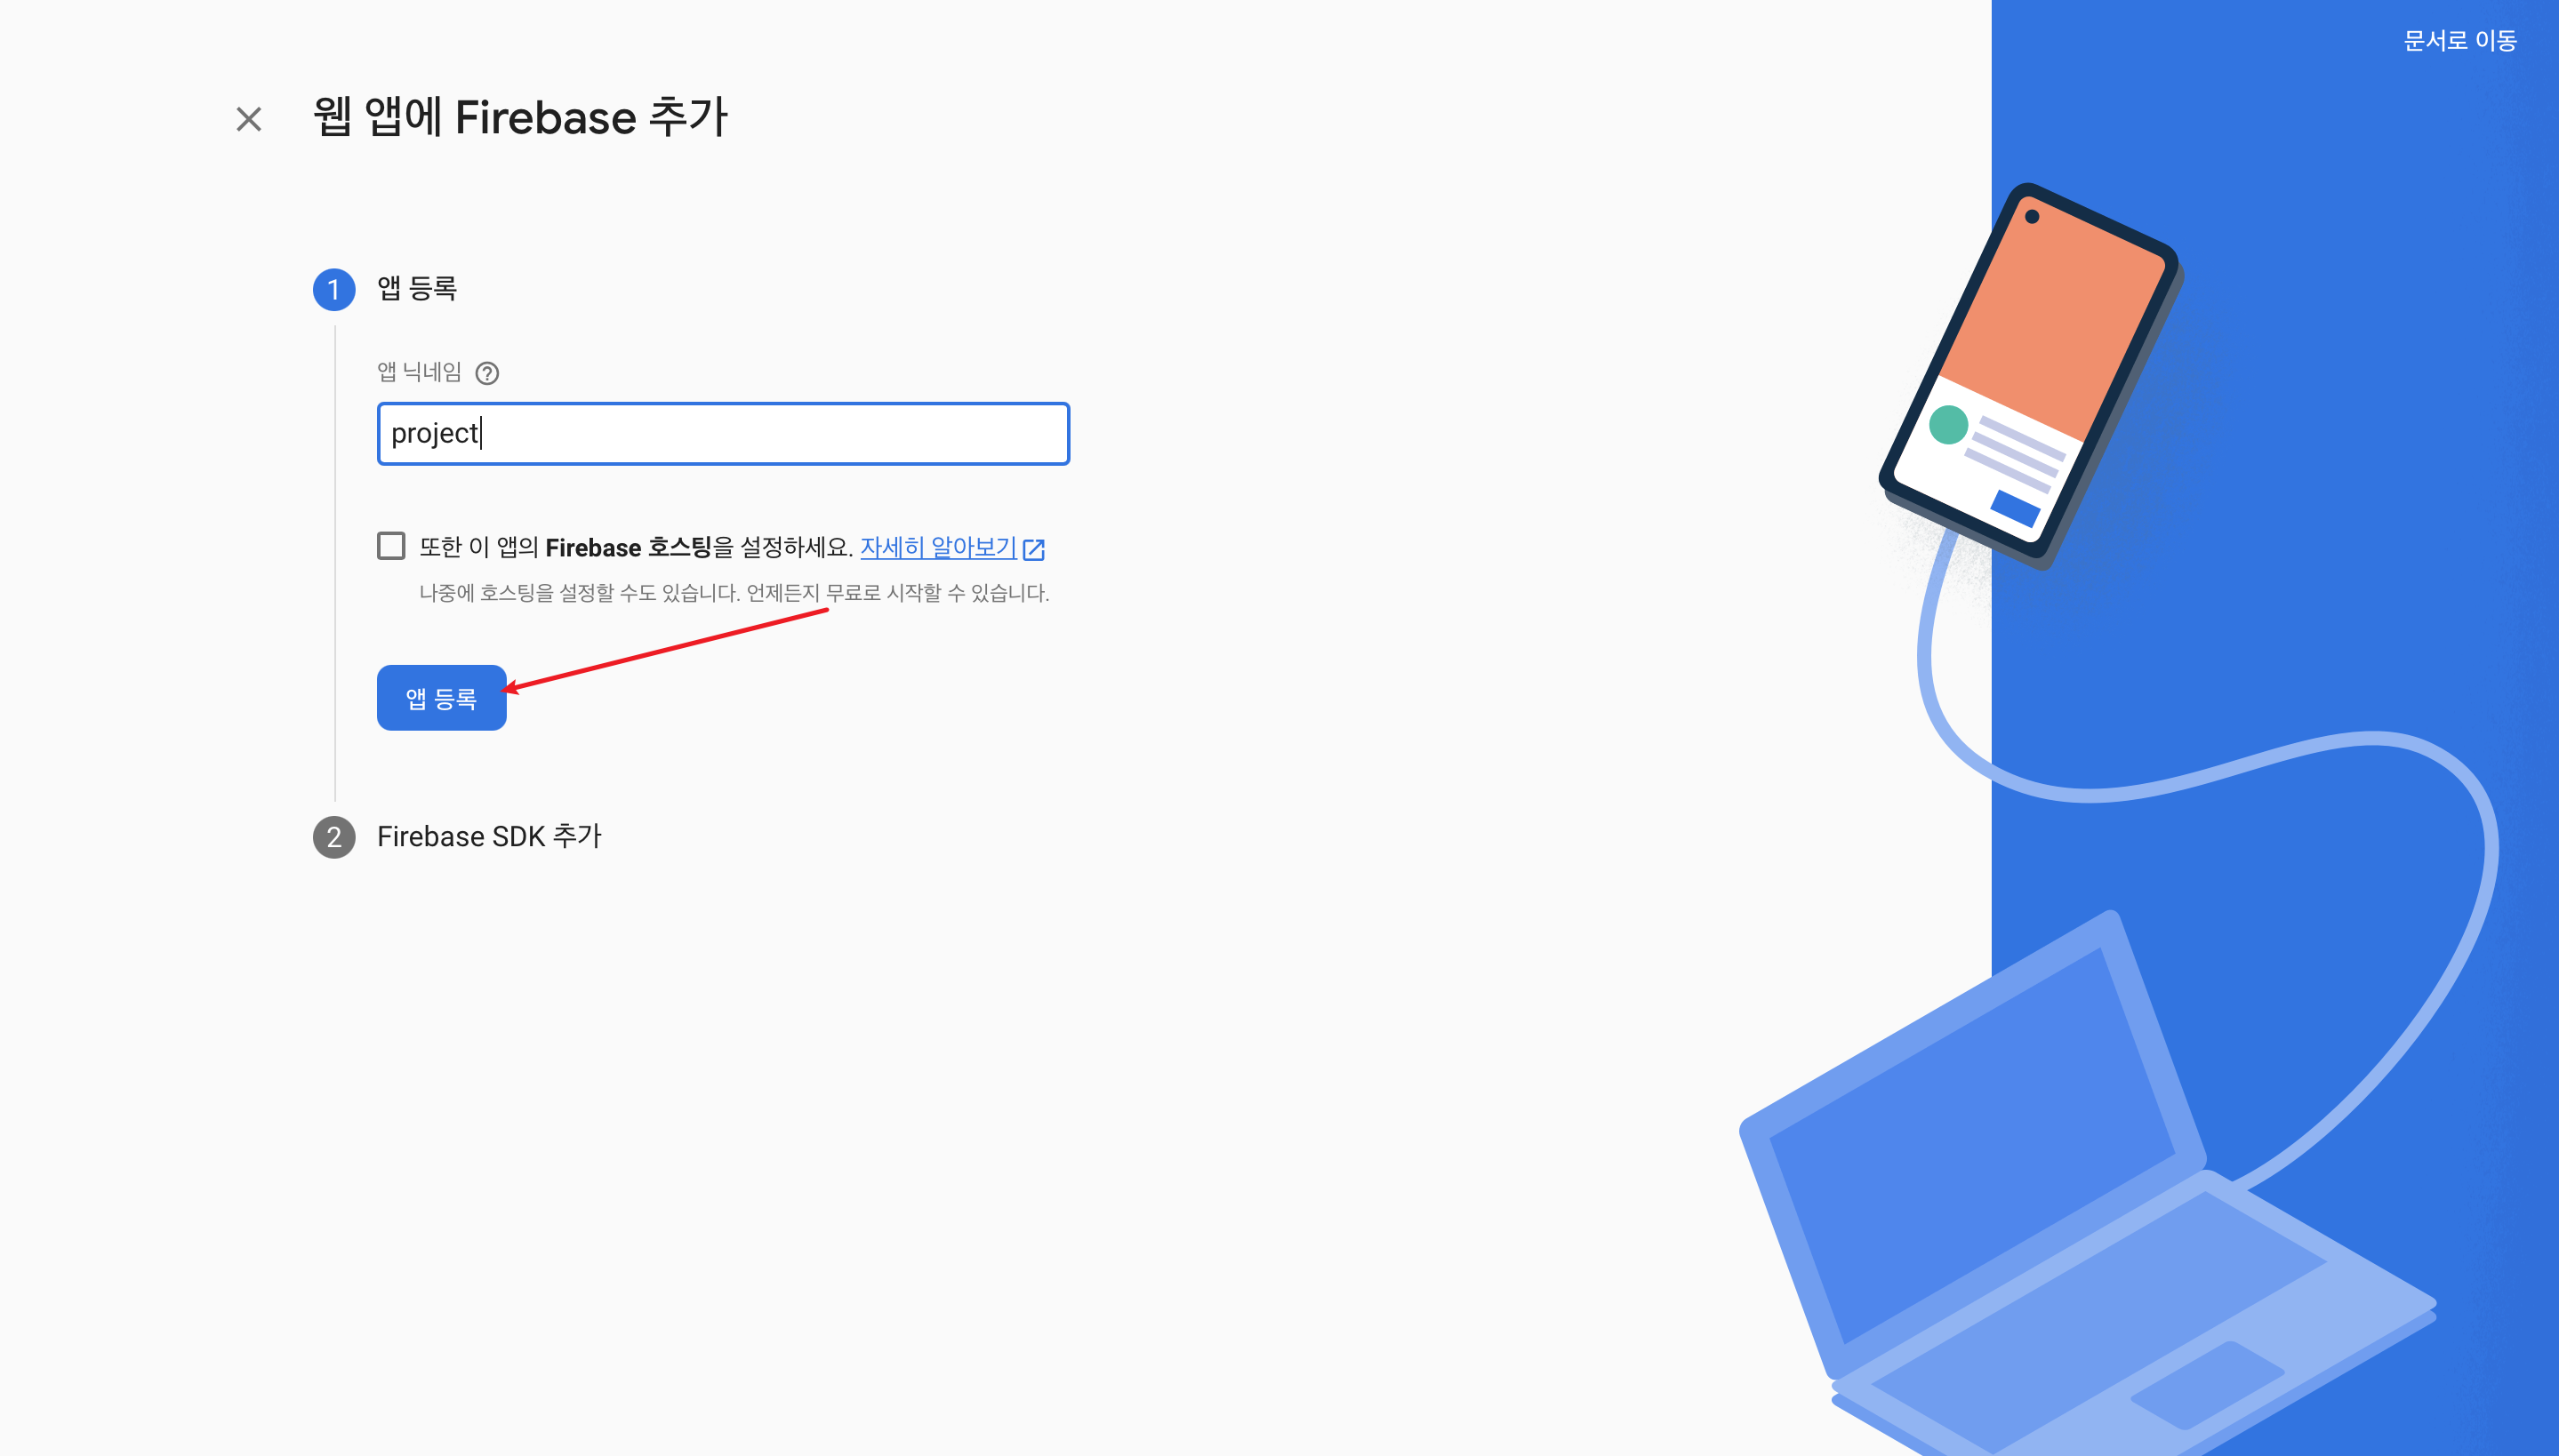 문서로 이동
웹 앱에 Firebase 추가
1 앱 등록
앱 닉네임
project
또한 이 앱의 Firebase 호스팅을 설정하세요. 자세히 알아보기
나중에 호스팅을 설정할 수도 있습니다. 언제든지 무료로 시작할 수 있습니다.
앱 등록
2 Firebase SDK 추가